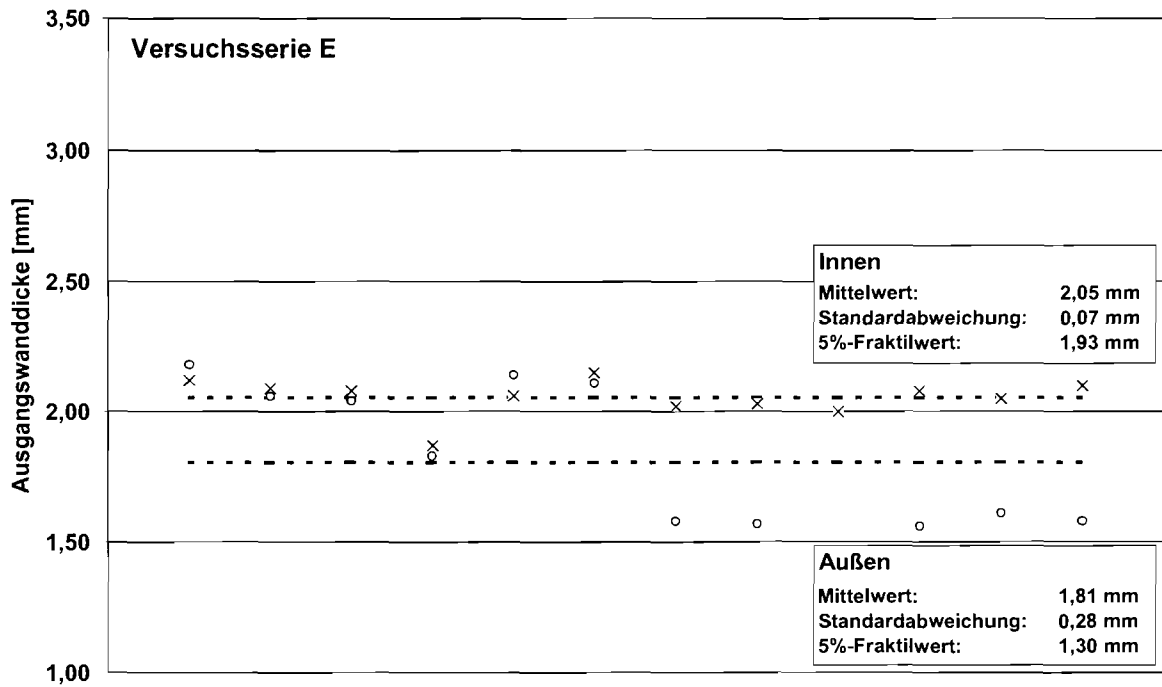 Versuchsserie E
Ausgangswanddicke [mm]
3,50
3,00
2,50
2,00
1,50
1,00
Innen
Mittelwert: 2,05 mm
Standardabweichung: 0,07 mm
5%-Fraktilwert: 1,93 mm
Außen
Mittelwert: 1,81 mm
Standardabweichung: 0,28 mm
5%-Fraktilwert: 1,30 mm